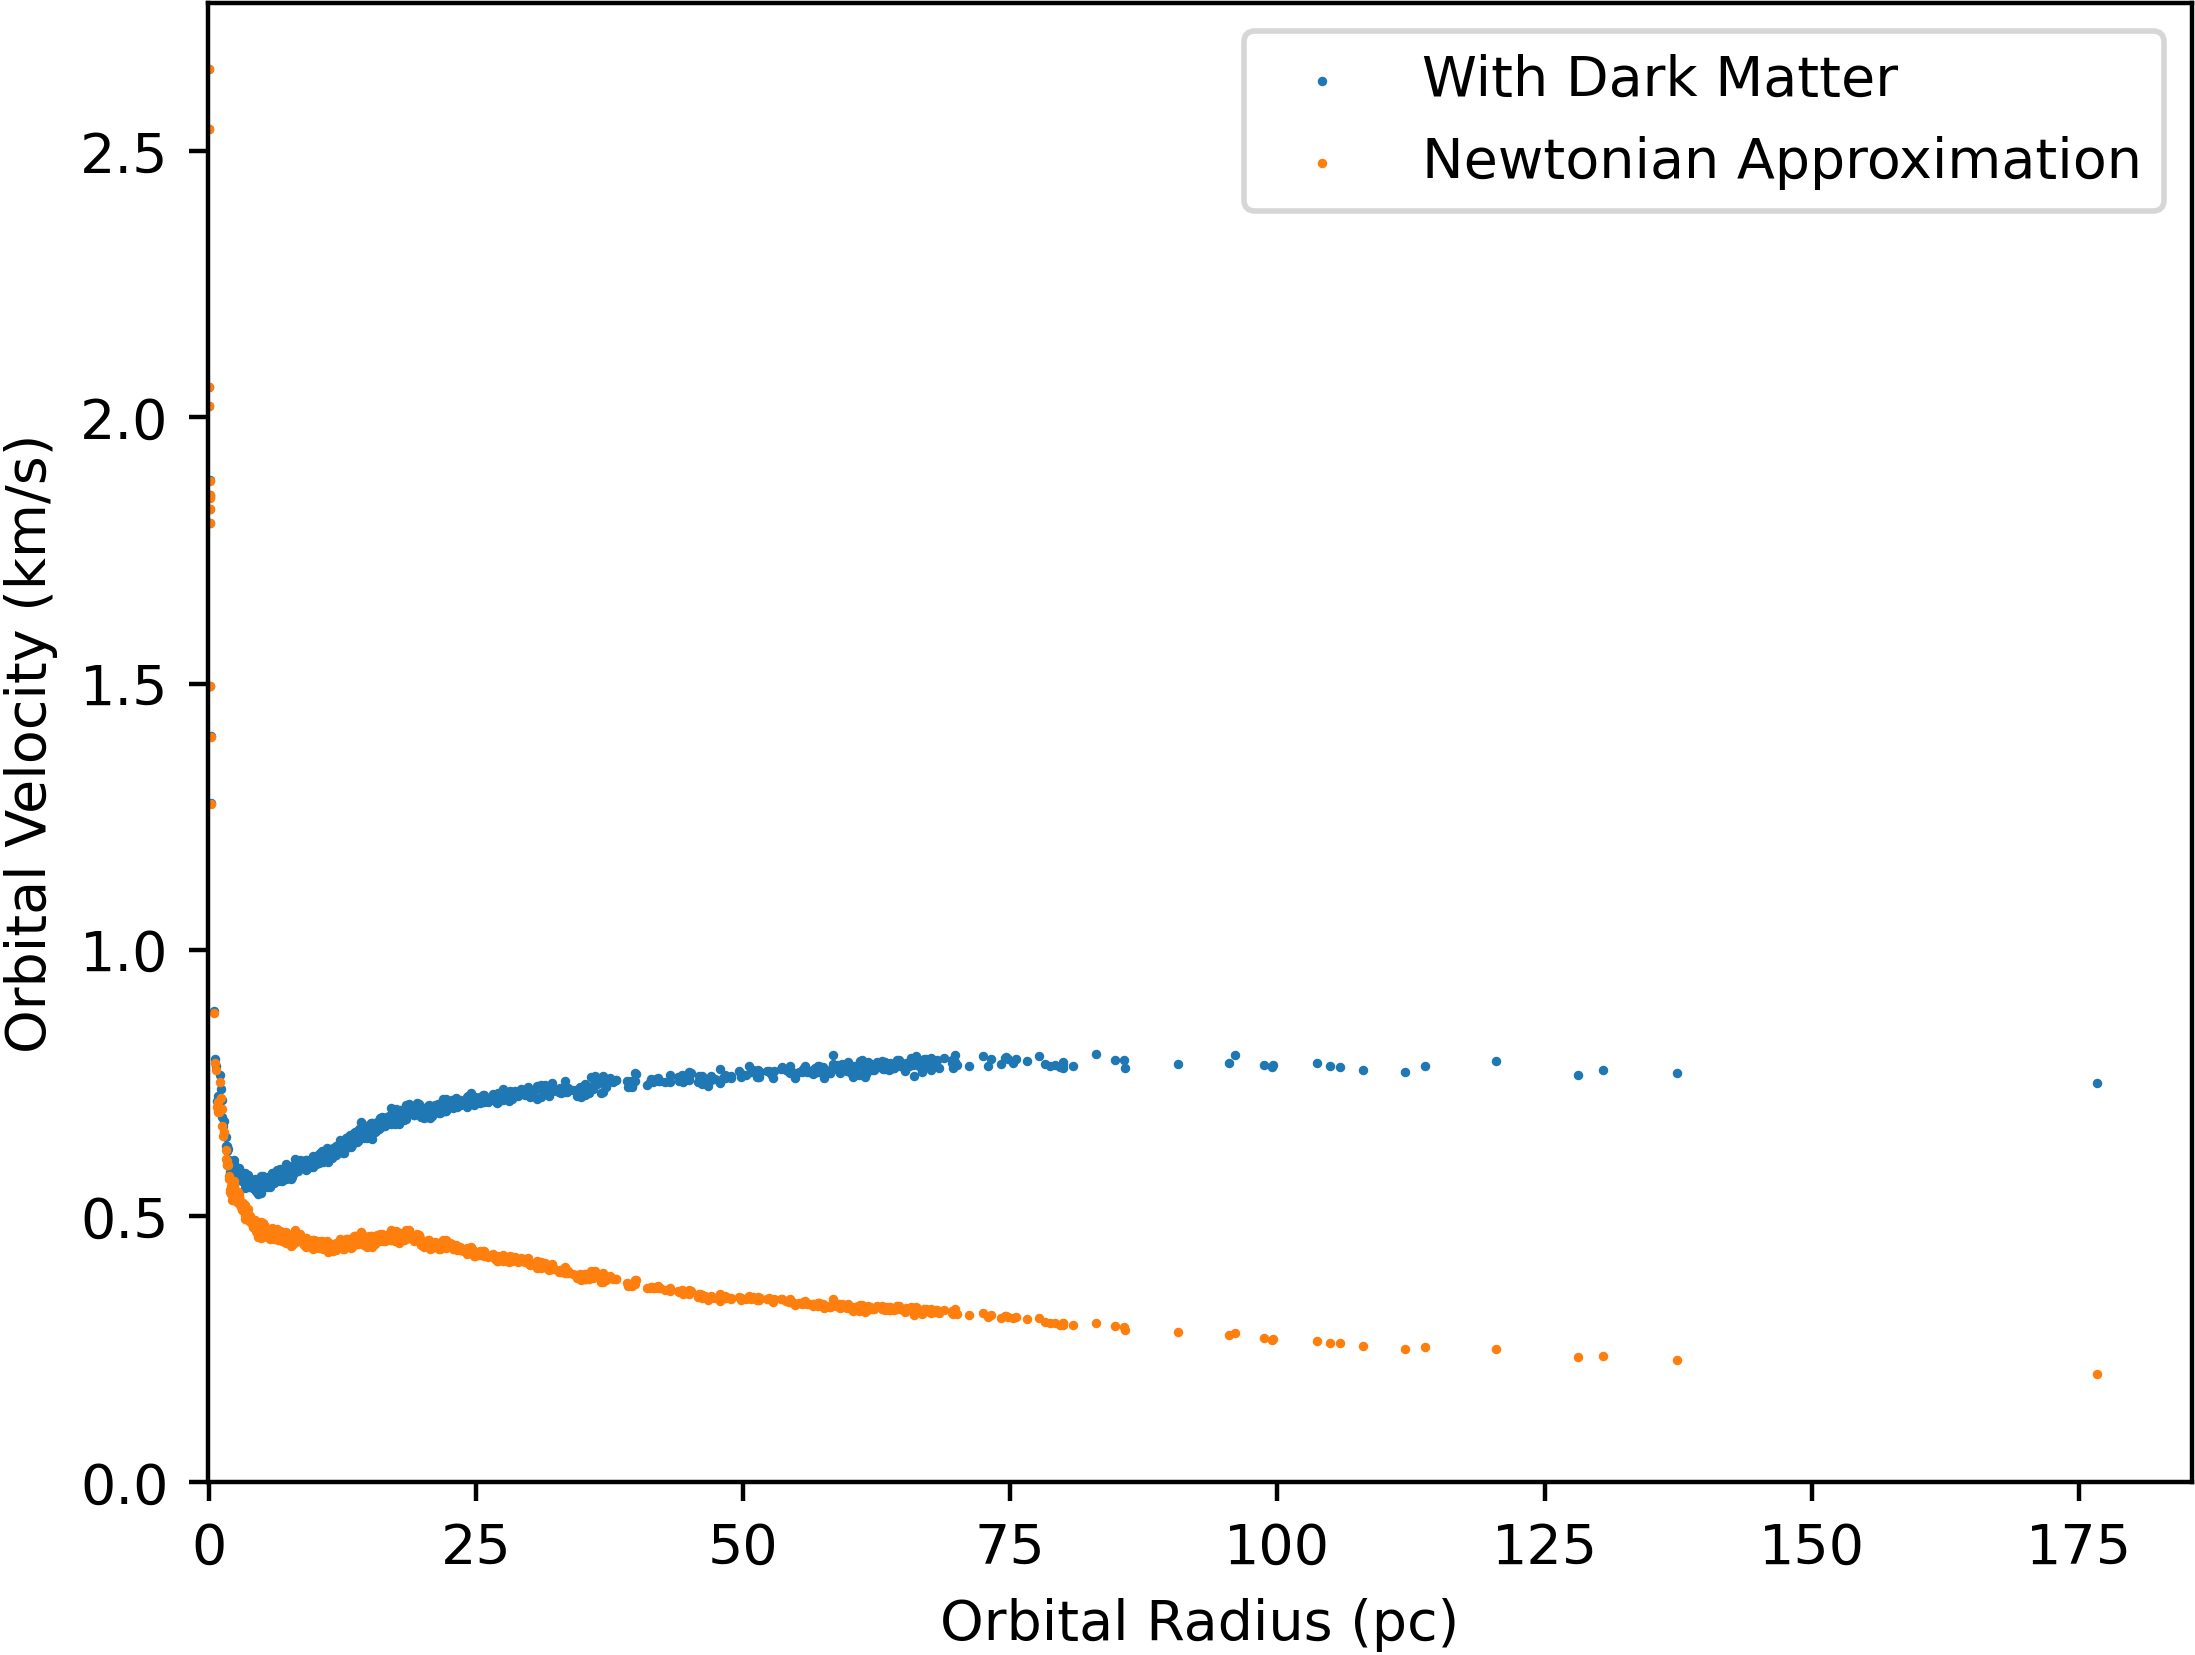 With Dark Matter
Newtonian Approximation
2.5
2.0
1.5
1.0
0.5
0.0
Orbital Velocity (km/s)
0 25 50 75 100 125 150 175
Orbital Radius (pc)